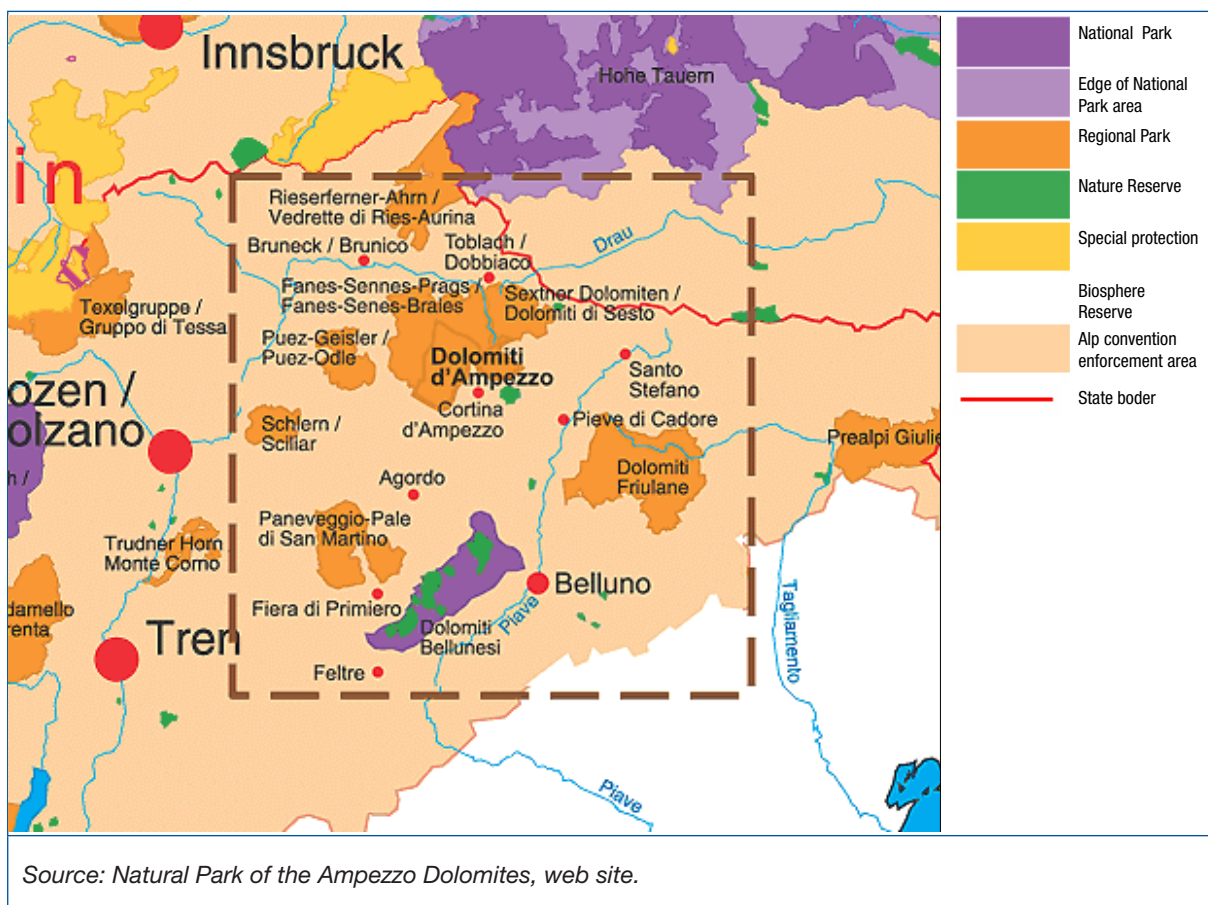 Innsbruck
Hohe Tauern
in
Rieserferner-Ahrn /
Vedrette di Ries-Aurina
Bruneck / Brunico
Toblach /
Dobbiaco
Drau
Fanes-Sennes-Prags /
Fanes-Senes-Braies
Sextner Dolomiten /
Dolomiti di Sesto
Texelgruppe /
Gruppo di Tessa
Puez-Geisler /
Puez-Odle
Dolomiti
d'Ampezzo
Santo
Stefano
ozen /
olzano
Cortina
d'Ampezzo
Pieve di Cadore
Schlern /
Sciliar
Prealpi Giulie
h /
Agordo
Dolomiti
Friulane
Paneveggio-Pale
di San Martino
Trudner Horn
Monte Corno
Belluno
Fiera di Primiero
Piave
Tagliamento
damello
renta
Tren
Dolomiti
Bellunesi
Feltre
Piave
National Park
Edge of National
Park area
Regional Park
Nature Reserve
Special protection
Biosphere
Reserve
Alp convention
enforcement area
State boder
Source: Natural Park of the Ampezzo Dolomites, web site.